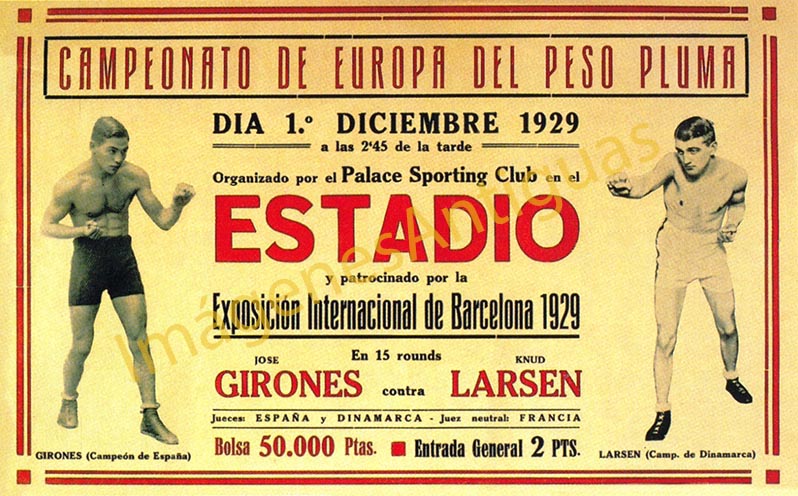 CAMPEONATO DE EUROPA DEL PESO PLUMA
DIA 1.º DICIEMBRE 1929
a las 2'45 de la tarde
Organizado por el Palace Sporting Club en el
ESTADIO
y patrocinado por la
Exposición Internacional de Barcelona 1929
En 15 rounds
JOSE GIRONES contra KNUD LARSEN
Jueces: ESPAÑA y DINAMARCA - Juez neutral: FRANCIA
Bolsa 50.000 Ptas. ■ Entrada General 2 PTS.
GIRONES (Campeón de España)
LARSEN (Camp. de Dinamarca)
ImágenesAntiguas